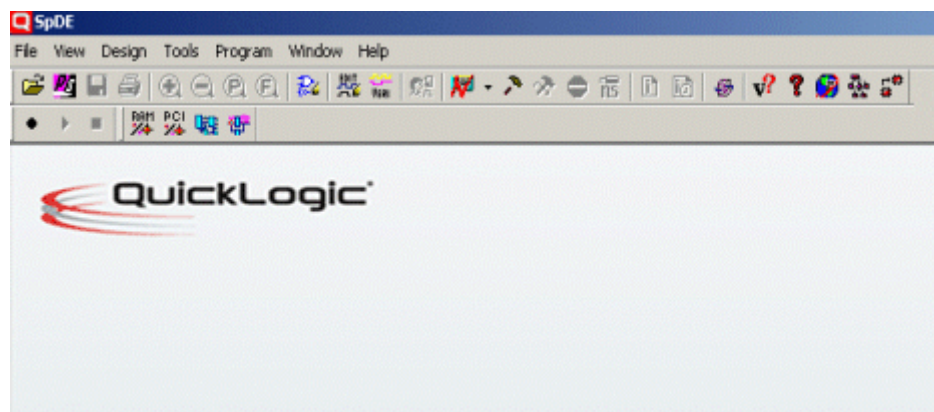 SpDE
File View Design Tools Program Window Help
RAM PCI
QuickLogic